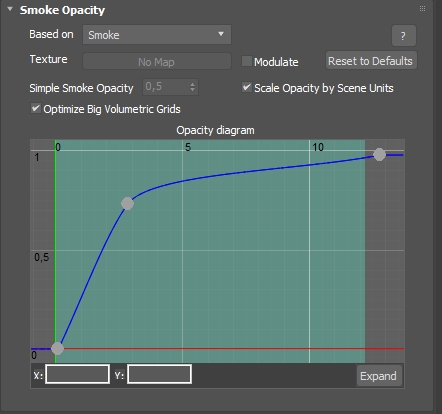 Smoke Opacity
Based on Smoke ?
Texture No Map Modulate Reset to Defaults
Simple Smoke Opacity 0,5 Scale Opacity by Scene Units
Optimize Big Volumetric Grids
Opacity diagram
1 0 5 10
0,5
0
X: Y: Expand